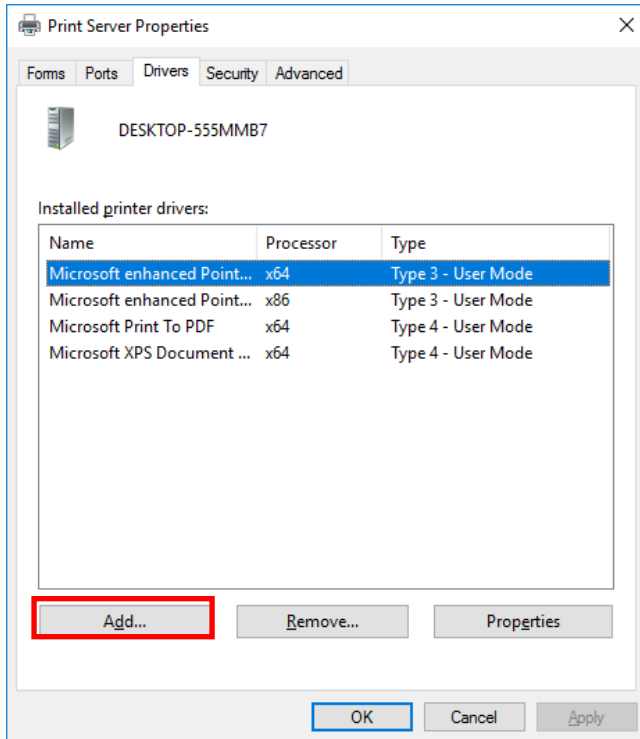 Print Server Properties
Forms Ports Drivers Security Advanced
DESKTOP-555MMB7
Installed printer drivers:
Name Processor Type
Microsoft enhanced Point... x64 Type 3 - User Mode
Microsoft enhanced Point... x86 Type 3 - User Mode
Microsoft Print To PDF x64 Type 4 - User Mode
Microsoft XPS Document ... x64 Type 4 - User Mode
Add... Remove... Properties
OK Cancel Apply